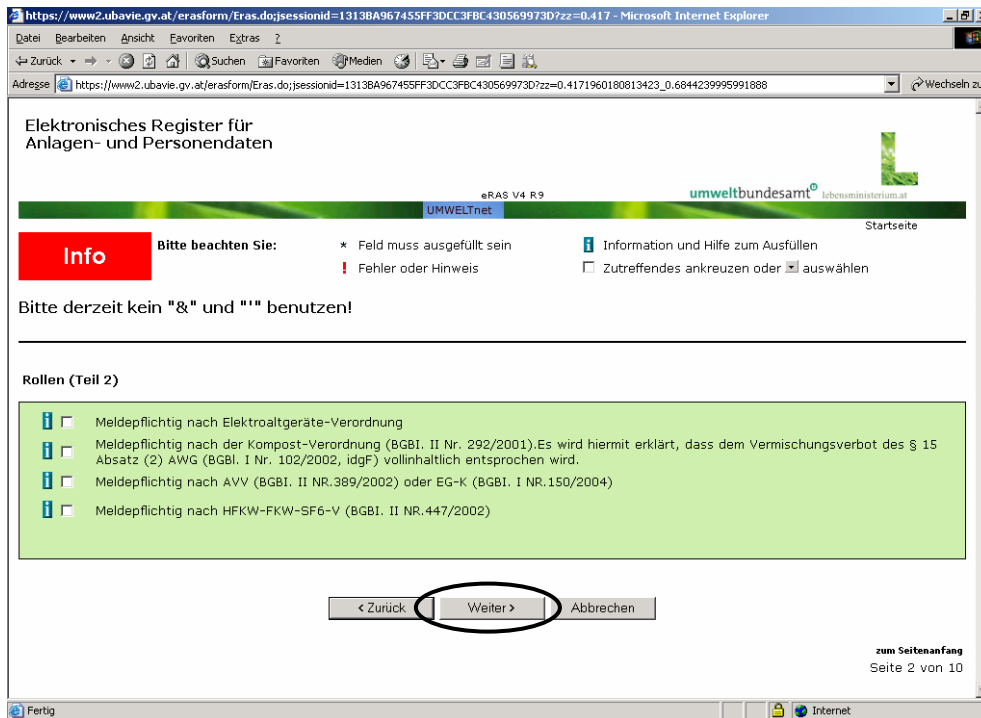 https://www2.ubavie.gv.at/erasform/Eras.do;jsessionid=1313BA967455FF3DCC3FBC430569973D?zz=0.417 - Microsoft Internet Explorer
Datei Bearbeiten Ansicht Favoriten Extras ?
Zurück Suchen Favoriten Medien
Adresse https://www2.ubavie.gv.at/erasform/Eras.do;jsessionid=1313BA967455FF3DCC3FBC430569973D?zz=0.4171960180813423_0.6844239995991888 Wechseln zu
Elektronisches Register für
Anlagen- und Personendaten
eRAS V4 R9
umweltbundesamt lebensministerium.at
UMWELTnet
Startseite
Info
Bitte beachten Sie: * Feld muss ausgefüllt sein i Information und Hilfe zum Ausfüllen
! Fehler oder Hinweis Zutreffendes ankreuzen oder auswählen
Bitte derzeit kein "&" und "'" benutzen!
Rollen (Teil 2)
i Meldepflichtig nach Elektroaltgeräte-Verordnung
i Meldepflichtig nach der Kompost-Verordnung (BGBI. II Nr. 292/2001).Es wird hiermit erklärt, dass dem Vermischungsverbot des § 15
Absatz (2) AWG (BGBl. I Nr. 102/2002, idgF) vollinhaltlich entsprochen wird.
i Meldepflichtig nach AVV (BGBI. II NR.389/2002) oder EG-K (BGBI. I NR.150/2004)
i Meldepflichtig nach HFKW-FKW-SF6-V (BGBI. II NR.447/2002)
< Zurück Weiter > Abbrechen
zum Seitenanfang
Seite 2 von 10
Fertig Internet